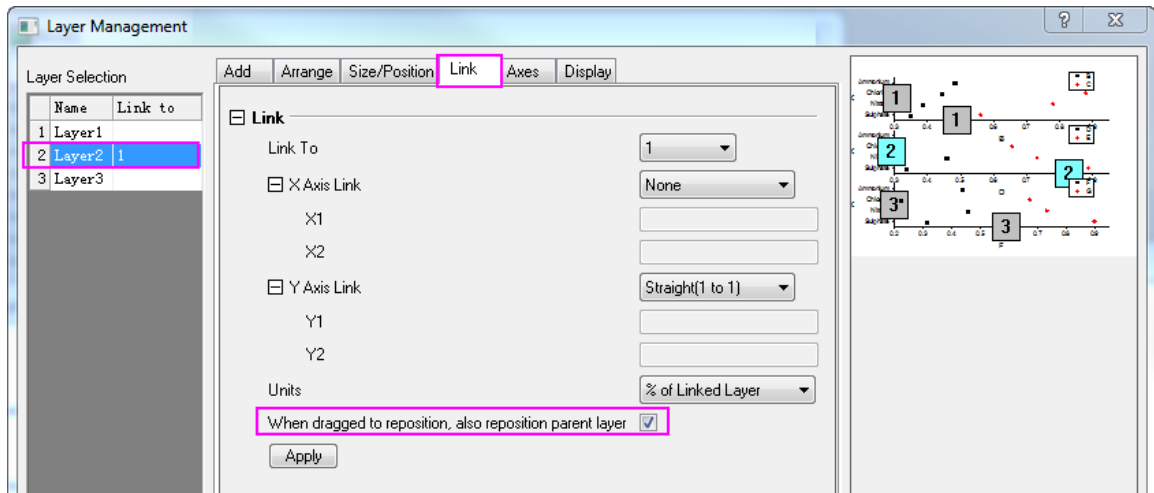 Layer Management
Layer Selection
Name Link to
1 Layer1
2 Layer2 1
3 Layer3
Add Arrange Size/Position Link Axes Display
Link
Link To 1
X Axis Link None
X1
X2
Y Axis Link Straight(1 to 1)
Y1
Y2
Units % of Linked Layer
When dragged to reposition, also reposition parent layer
Apply
1
1
2
2
3
3